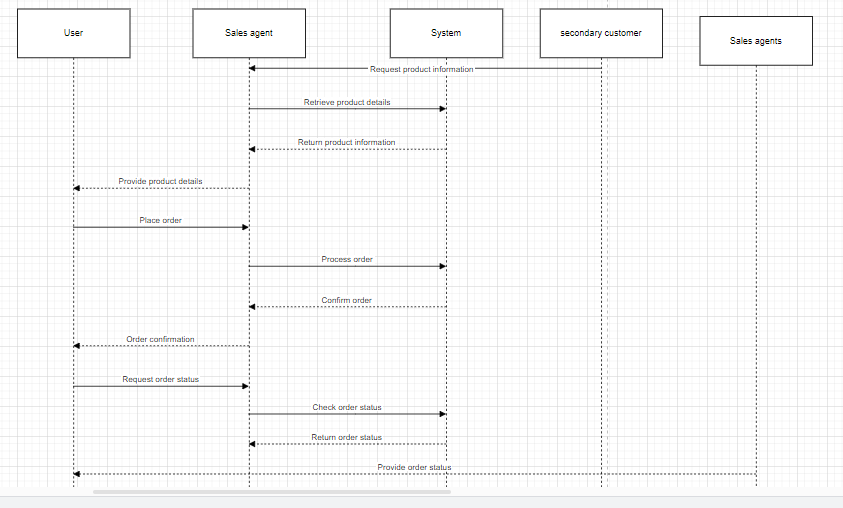 User
Sales agent
System
secondary customer
Sales agents
Request product information
Retrieve product details
Return product information
Provide product details
Place order
Process order
Confirm order
Order confirmation
Request order status
Check order status
Return order status
Provide order status